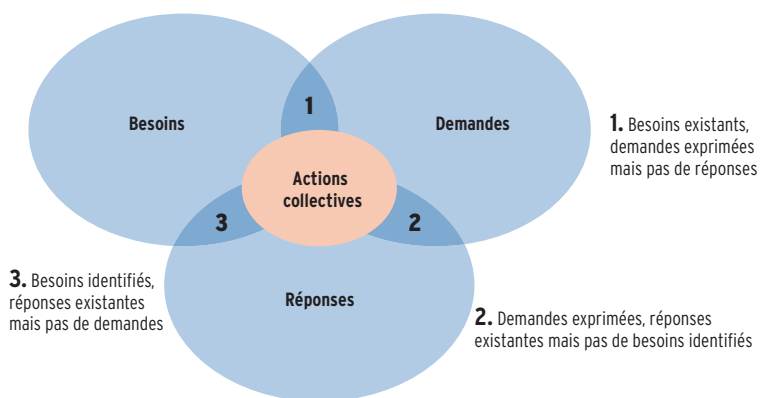 Besoins
1
Demandes
1. Besoins existants,
demandes exprimées
mais pas de réponses
Actions
collectives
3
2
3. Besoins identifiés,
réponses existantes
mais pas de demandes
Réponses
2. Demandes exprimées, réponses
existantes mais pas de besoins identifiés